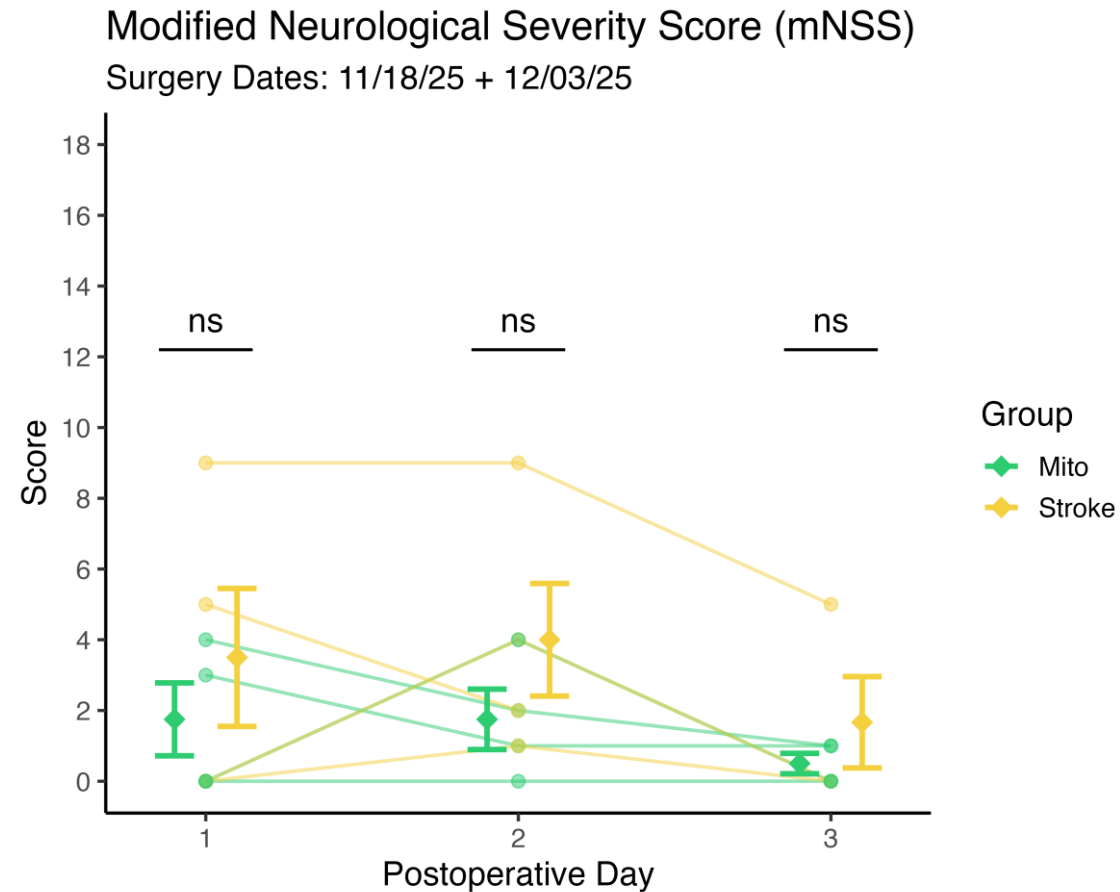 Modified Neurological Severity Score (mNSS)
Surgery Dates: 11/18/25 + 12/03/25
18
16
14
12
10
8
6
4
2
0
Score
ns
ns
ns
1
2
3
Postoperative Day
Group
Mito
Stroke